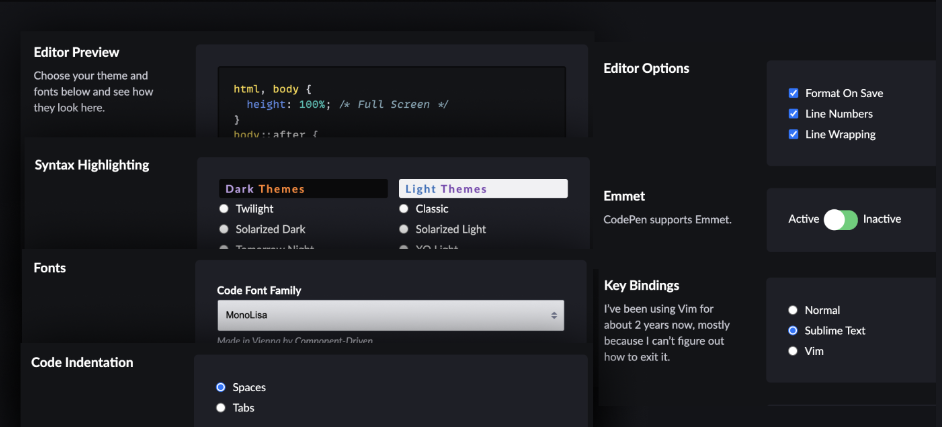 Editor Preview
Choose your theme and
fonts below and see how
they look here.
html, body {
height: 100%; /* Full Screen */
}
body::after {
Syntax Highlighting
Dark Themes
Light Themes
Twilight
Classic
Solarized Dark
Solarized Light
Tomorrow Night
XQ Light
Fonts
Code Font Family
MonoLisa
Made in Vienna by Component-Driven
Code Indentation
Spaces
Tabs
Editor Options
Format On Save
Line Numbers
Line Wrapping
Emmet
CodePen supports Emmet.
Active
Inactive
Key Bindings
I've been using Vim for
about 2 years now, mostly
because I can't figure out
how to exit it.
Normal
Sublime Text
Vim